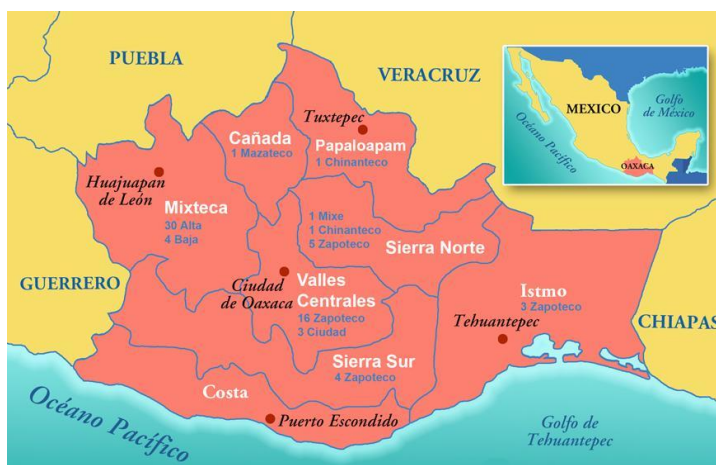 PUEBLA
VERACRUZ
Tuxtepec
Cañada
1 Mazateco
Papaloapam
1 Chinanteco
Huajuapan
de León
Mixteca
30 Alta
4 Baja
1 Mixe
1 Chinanteco
5 Zapoteco
Sierra Norte
GUERRERO
Ciudad
de Oaxaca
Valles
Centrales
16 Zapoteco
3 Ciudad
Istmo
3 Zapoteco
Tehuantepec
CHIAPAS
Sierra Sur
4 Zapoteco
Costa
Puerto Escondido
Océano Pacífico
Golfo de
Tehuantepec
MEXICO
Golfo
de México
Océano Pacífico
OAXACA